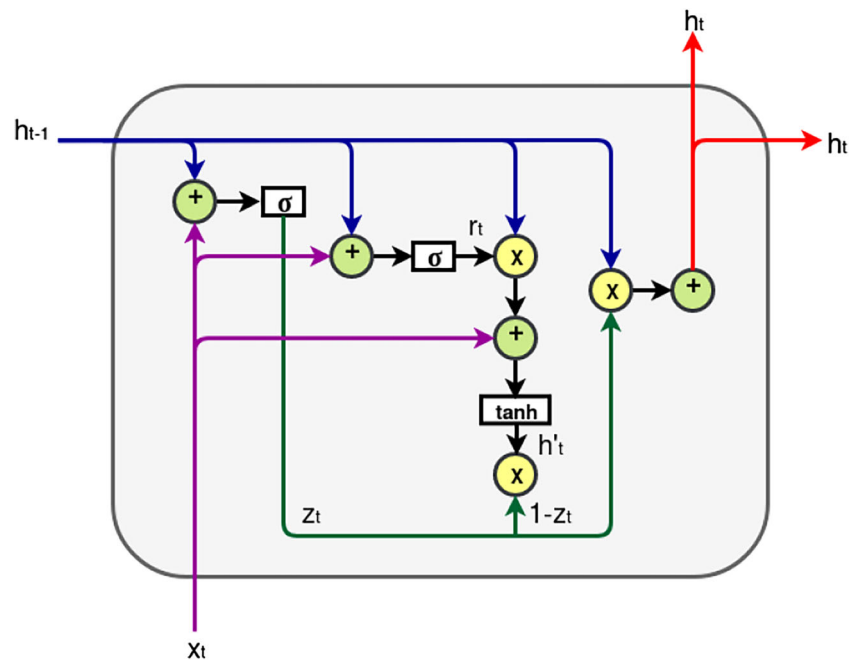 hₜ
hₜ₋₁
hₜ
+
σ
+
σ
rₜ
x
x
+
+
tanh
h'ₜ
x
zₜ
1-zₜ
xₜ